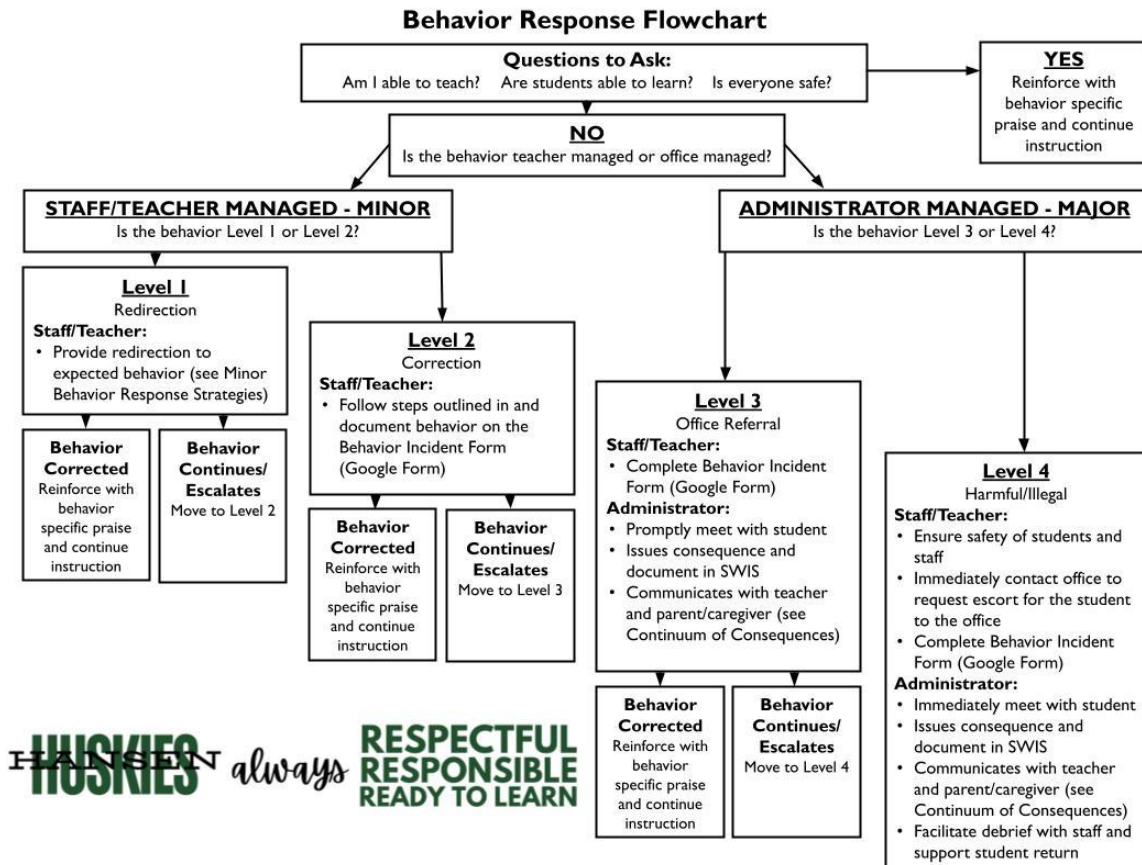 Behavior Response Flowchart
Questions to Ask:
Am I able to teach? Are students able to learn? Is everyone safe?
YES
Reinforce with
behavior specific
praise and continue
instruction
NO
Is the behavior teacher managed or office managed?
STAFF/TEACHER MANAGED - MINOR
Is the behavior Level 1 or Level 2?
ADMINISTRATOR MANAGED - MAJOR
Is the behavior Level 3 or Level 4?
Level 1
Redirection
Staff/Teacher:
• Provide redirection to
expected behavior (see Minor
Behavior Response Strategies)
Behavior
Corrected
Reinforce with
behavior
specific praise
and continue
instruction
Behavior
Continues/
Escalates
Move to Level 2
Level 2
Correction
Staff/Teacher:
• Follow steps outlined in and
document behavior on the
Behavior Incident Form
(Google Form)
Behavior
Corrected
Reinforce with
behavior
specific praise
and continue
instruction
Behavior
Continues/
Escalates
Move to Level 3
Level 3
Office Referral
Staff/Teacher:
• Complete Behavior Incident
Form (Google Form)
Administrator:
• Promptly meet with student
• Issues consequence and
document in SWIS
• Communicates with teacher
and parent/caregiver (see
Continuum of Consequences)
Behavior
Corrected
Reinforce with
behavior
specific praise
and continue
instruction
Behavior
Continues/
Escalates
Move to Level 4
Level 4
Harmful/Illegal
Staff/Teacher:
• Ensure safety of students and
staff
• Immediately contact office to
request escort for the student
to the office
• Complete Behavior Incident
Form (Google Form)
Administrator:
• Immediately meet with student
• Issues consequence and
document in SWIS
• Communicates with teacher
and parent/caregiver (see
Continuum of Consequences)
• Facilitate debrief with staff and
support student return
HANSEN
HUSKIES
always
RESPECTFUL
RESPONSIBLE
READY TO LEARN